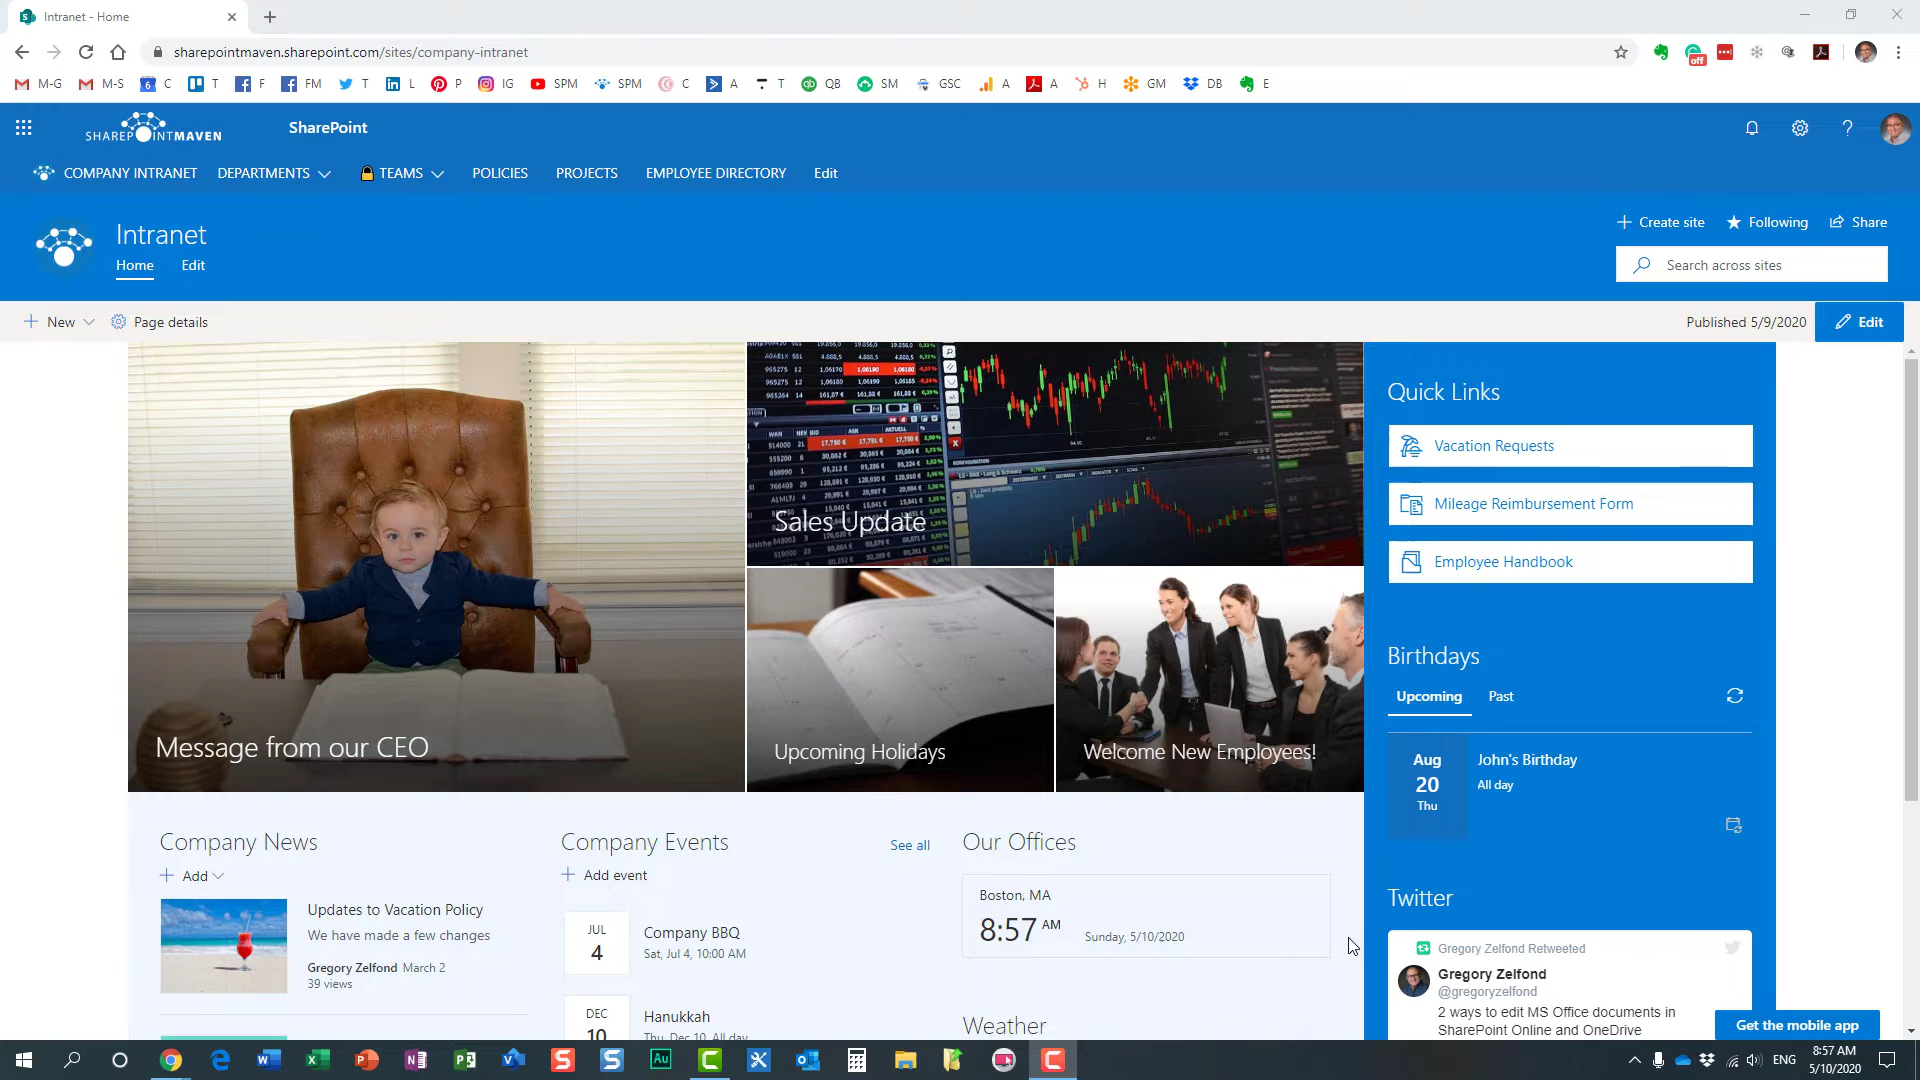 Intranet - Home
sharepointmaven.sharepoint.com/sites/company-intranet
off
M-G M-S C T F FM T L P IG SPM SPM C A T QB SM GSC A A H GM DB E
SHAREPOINTMAVEN
SharePoint
COMPANY INTRANET DEPARTMENTS TEAMS POLICIES PROJECTS EMPLOYEE DIRECTORY Edit
Intranet
Home Edit
Create site Following Share
Search across sites
New Page details
Published 5/9/2020 Edit
Message from our CEO
Sales Update
Upcoming Holidays
Welcome New Employees!
Quick Links
Vacation Requests
Mileage Reimbursement Form
Employee Handbook
Birthdays
Upcoming Past
Aug
20
Thu
John's Birthday
All day
Company News
Add
Updates to Vacation Policy
We have made a few changes
Gregory Zelfond March 2
39 views
Company Events
See all
Add event
JUL
4
Company BBQ
Sat, Jul 4, 10:00 AM
DEC
10
Hanukkah
Thu, Dec 10, All day
Our Offices
Boston, MA
8:57 AM
Sunday, 5/10/2020
Weather
Twitter
Gregory Zelfond Retweeted
Gregory Zelfond
@gregoryzelfond
2 ways to edit MS Office documents in
SharePoint Online and OneDrive
Get the mobile app
ENG
8:57 AM
5/10/2020